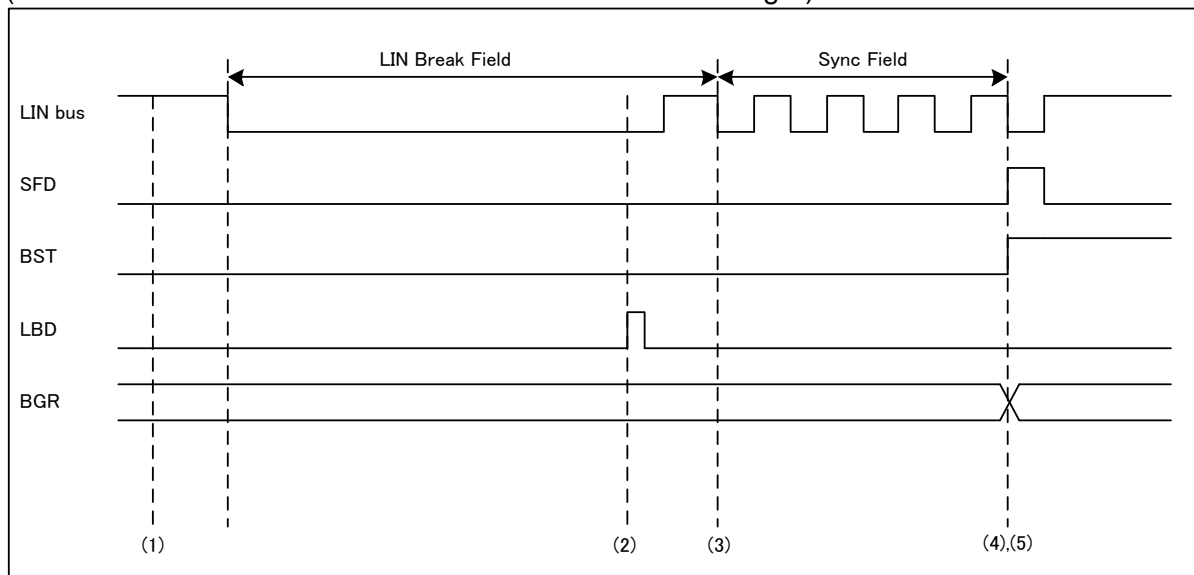 LIN Break Field
Sync Field
LIN bus
SFD
BST
LBD
BGR
(1)
(2)
(3)
(4),(5)